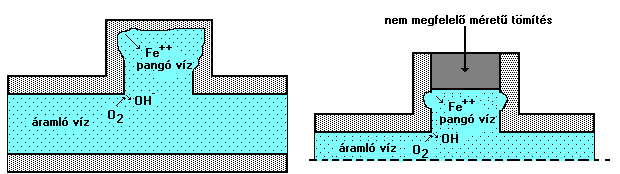 Fe++
pangó víz
OH
O2
áramló víz
nem megfelelő méretű tömítés
Fe++
pangó víz
OH
O2
áramló víz